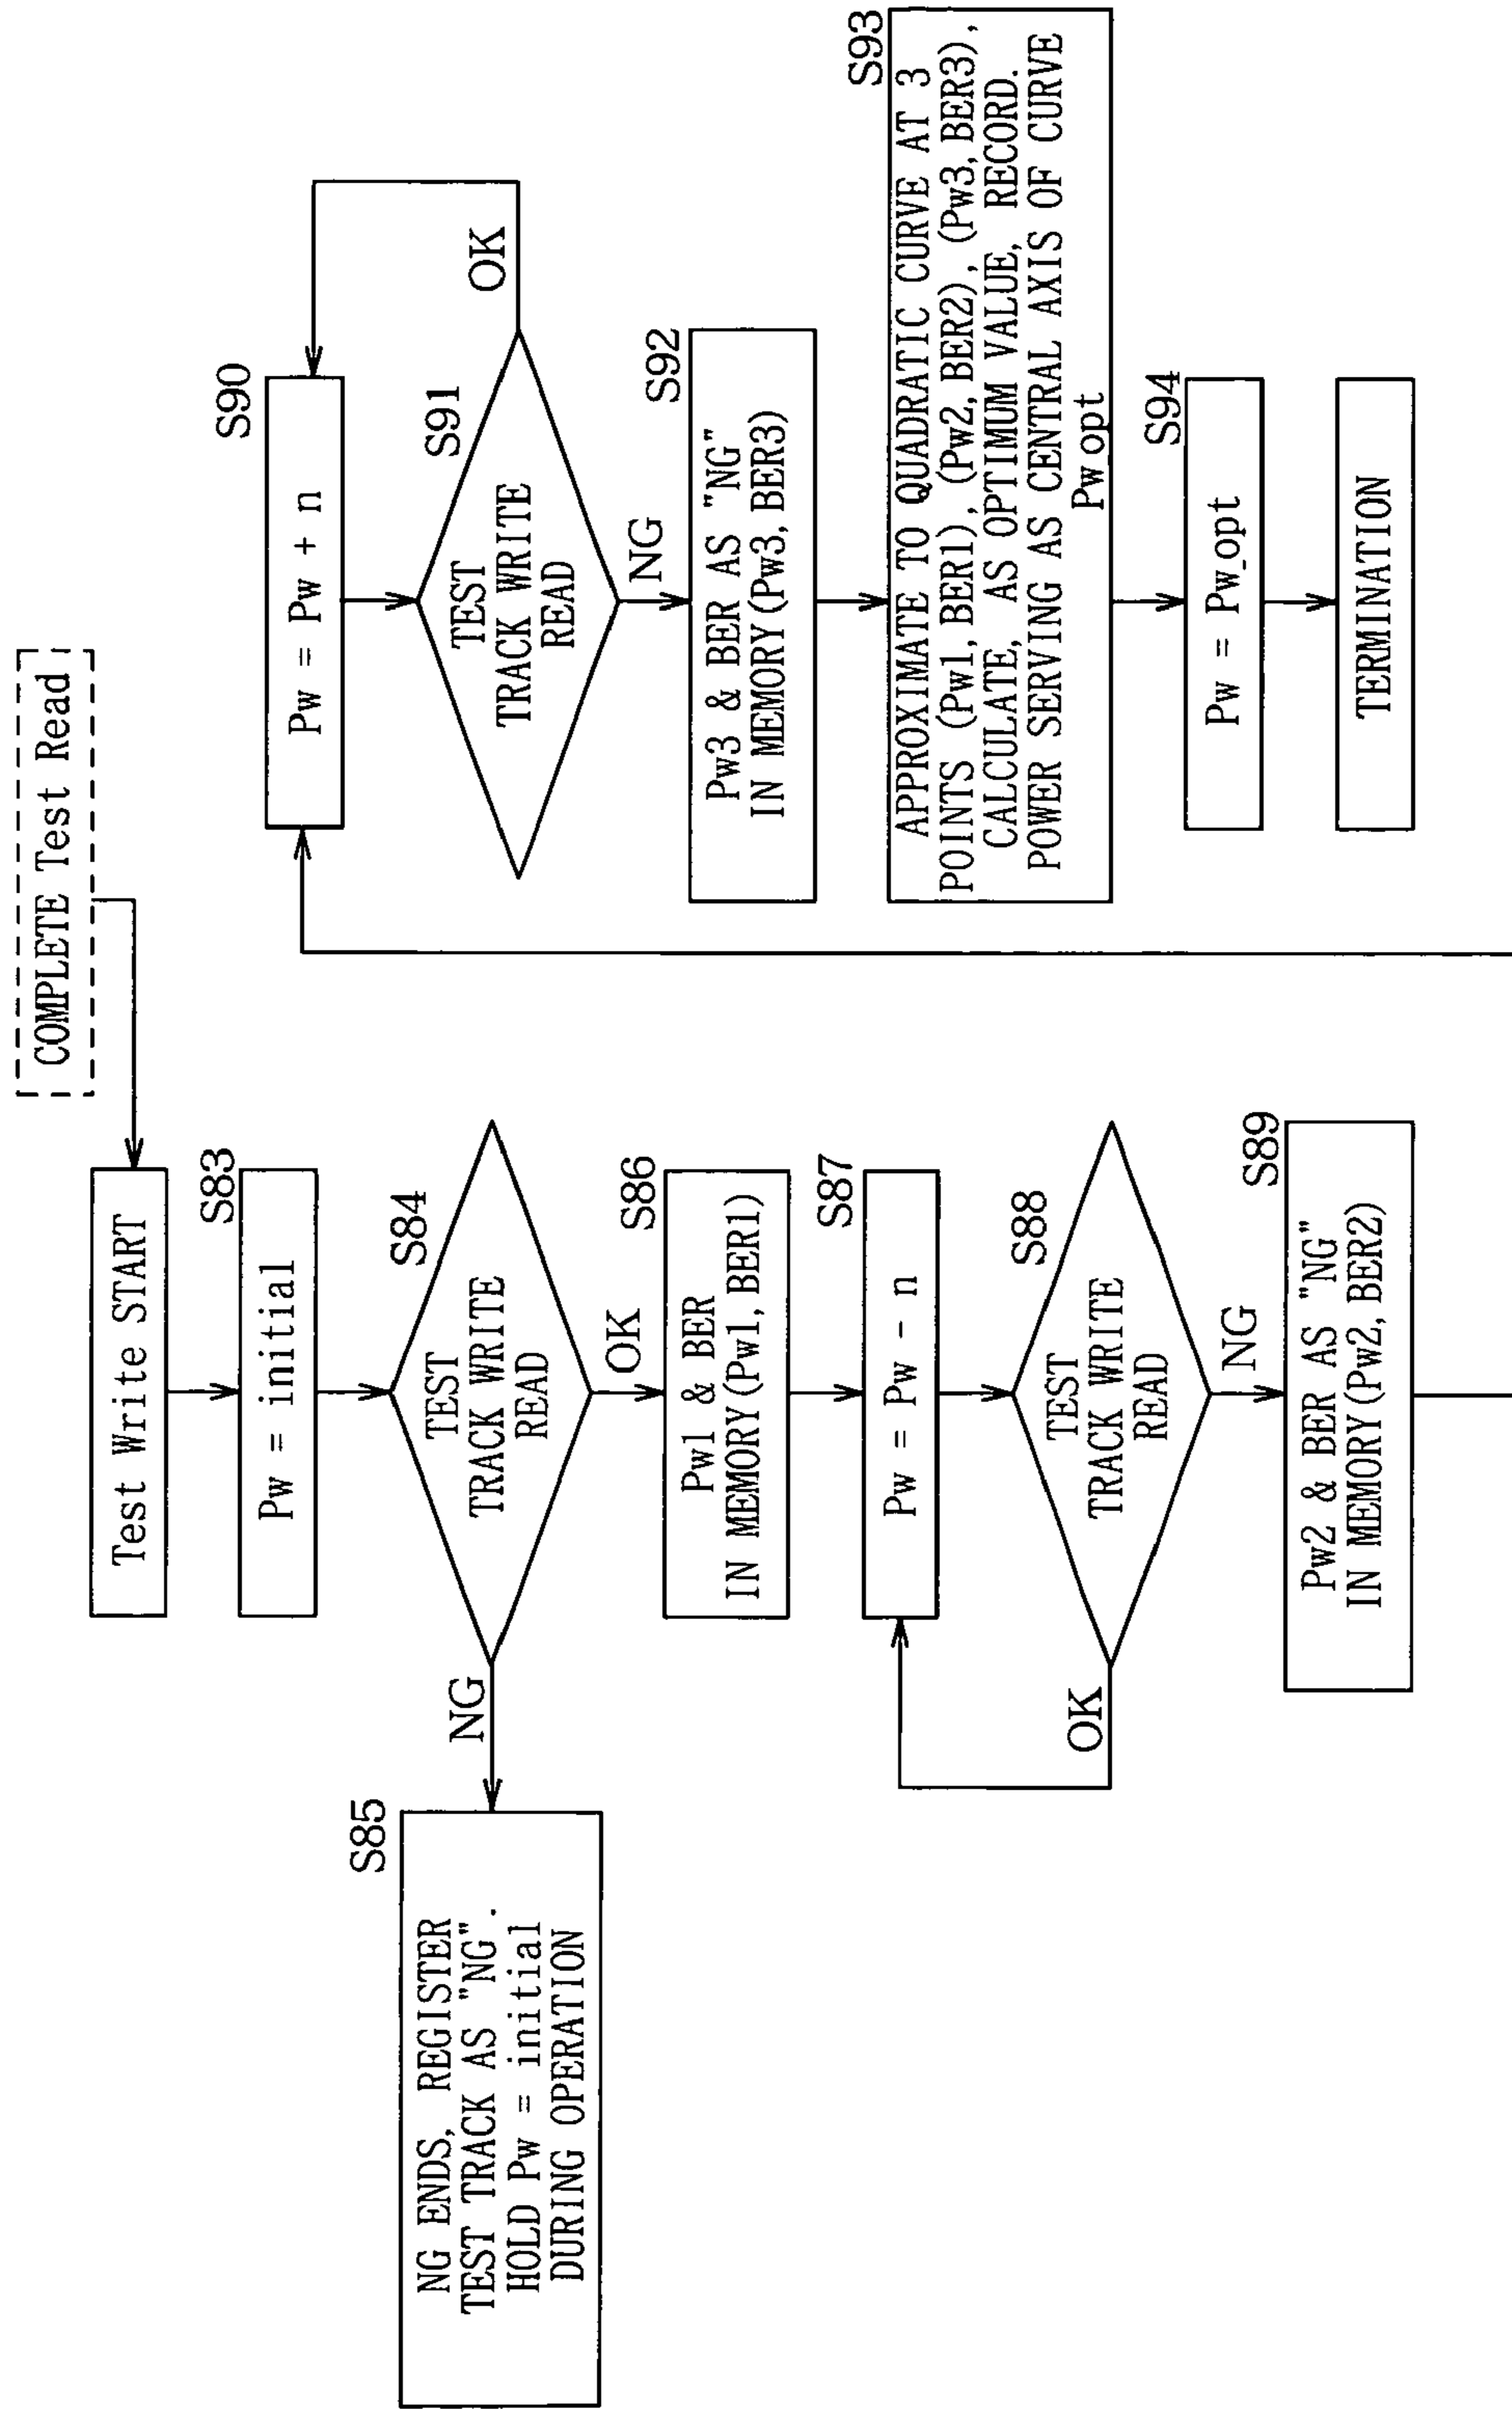 COMPLETE Test Read
Test Write START
S83
Pw = initial
S84
TEST
TRACK WRITE
READ
NG
OK
S85
NG ENDS, REGISTER
TEST TRACK AS "NG".
HOLD Pw = initial
DURING OPERATION
S86
Pw1 & BER
IN MEMORY(Pw1, BER1)
S87
Pw = Pw - n
S88
TEST
TRACK WRITE
READ
OK
NG
S89
Pw2 & BER AS "NG"
IN MEMORY(Pw2, BER2)
S90
Pw = Pw + n
S91
TEST
TRACK WRITE
READ
OK
NG
S92
Pw3 & BER AS "NG"
IN MEMORY(Pw3, BER3)
S93
APPROXIMATE TO QUADRATIC CURVE AT 3
POINTS (Pw1, BER1), (Pw2, BER2), (Pw3, BER3),
CALCULATE, AS OPTIMUM VALUE, RECORD.
POWER SERVING AS CENTRAL AXIS OF CURVE
Pw opt
S94
Pw = Pw_opt
TERMINATION